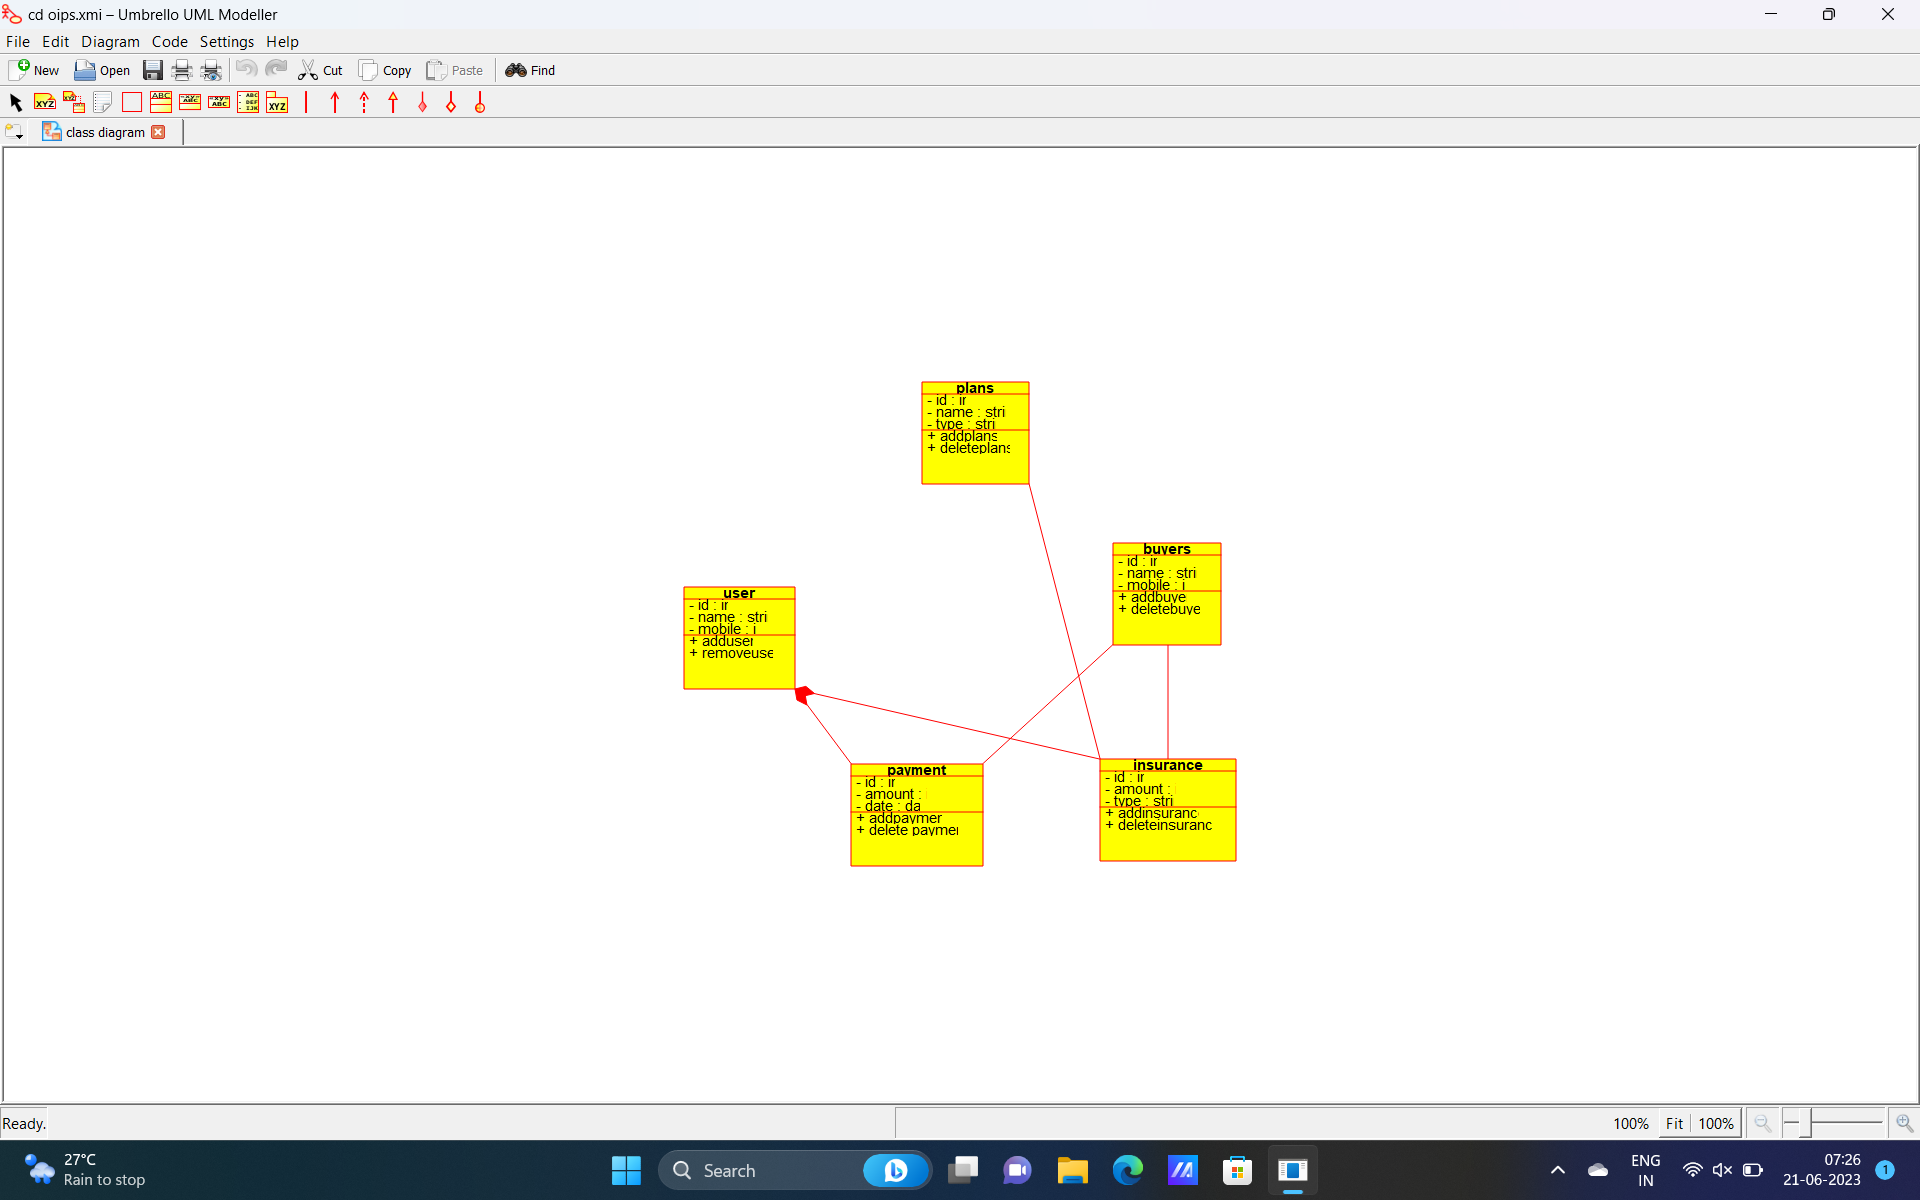 cd oips.xmi – Umbrello UML Modeller
File Edit Diagram Code Settings Help
New Open Cut Copy Paste Find
class diagram
plans
- id : ir
- name : stri
- type : stri
+ addplans
+ deleteplans
buyers
- id : ir
- name : stri
- mobile : i
+ addbuye
+ deletebuye
user
- id : ir
- name : stri
- mobile : i
+ adduser
+ removeuse
payment
- id : ir
- amount :
- date : da
+ addpaymer
+ delete paymer
insurance
- id : ir
- amount :
- type : stri
+ addinsuranc
+ deleteinsuranc
Ready.
100% Fit 100%
27°C
Rain to stop
Search
ENG
IN
07:26
21-06-2023
1